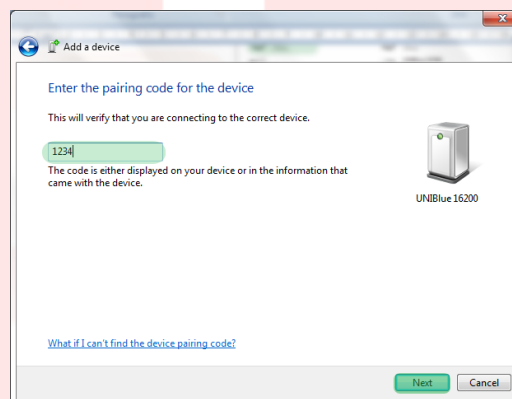 Add a device
Enter the pairing code for the device
This will verify that you are connecting to the correct device.
1234
The code is either displayed on your device or in the information that
came with the device.
UNIBlue 16200
What if I can't find the device pairing code?
Next
Cancel